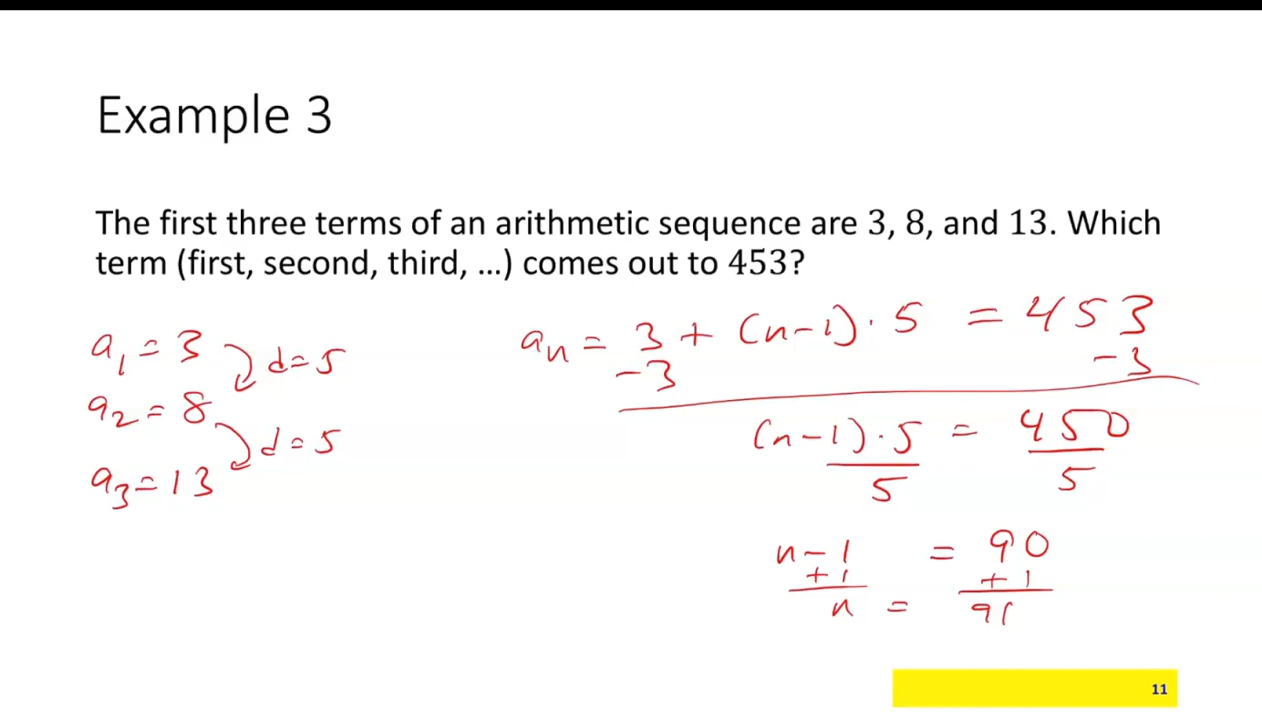 Example 3
The first three terms of an arithmetic sequence are 3, 8, and 13. Which
term (first, second, third, …) comes out to 453?
a₁ = 3
d = 5
a₂ = 8
d = 5
a₃ = 13
aₙ = 3 + (n − 1) · 5 = 453
− 3 − 3
(n − 1) · 5 = 450
5 5
n − 1 = 90
+ 1 + 1
n = 91
11